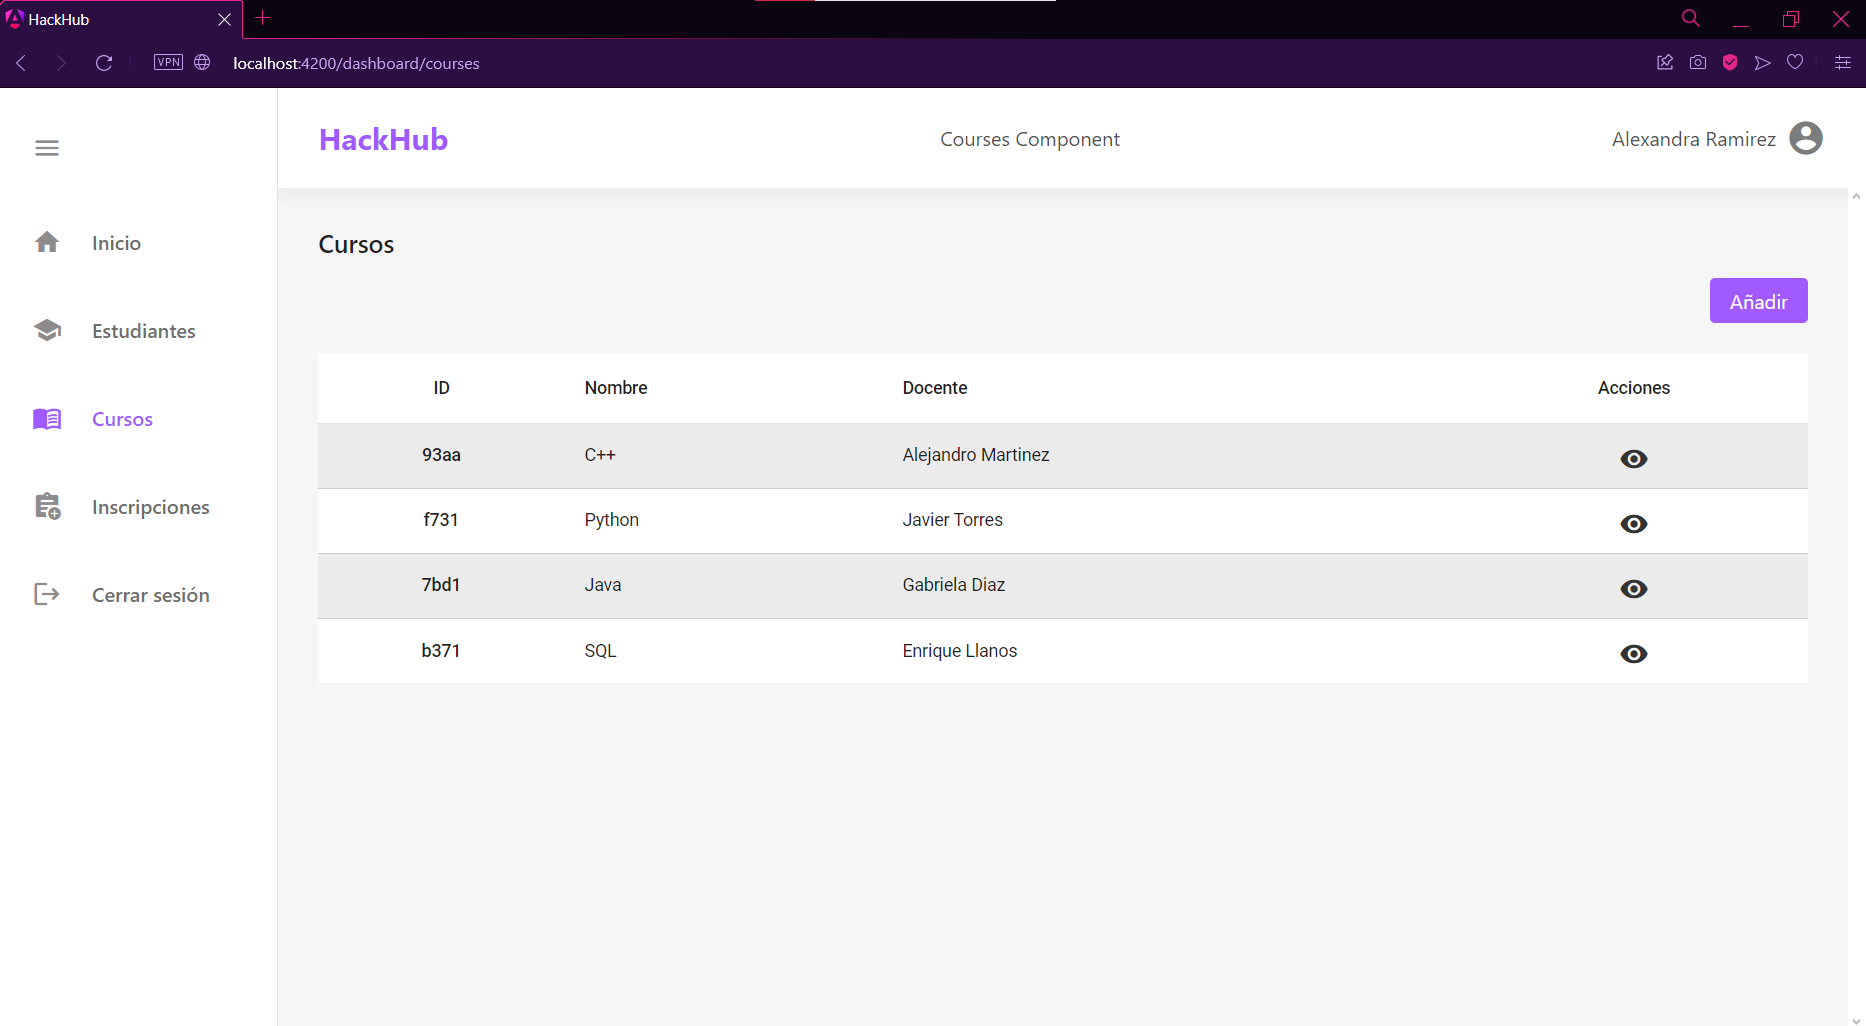 HackHub
VPN
localhost:4200/dashboard/courses
HackHub
Courses Component
Alexandra Ramirez
Inicio
Estudiantes
Cursos
Inscripciones
Cerrar sesión
Cursos
Añadir
ID Nombre Docente Acciones
93aa C++ Alejandro Martinez
f731 Python Javier Torres
7bd1 Java Gabriela Diaz
b371 SQL Enrique Llanos